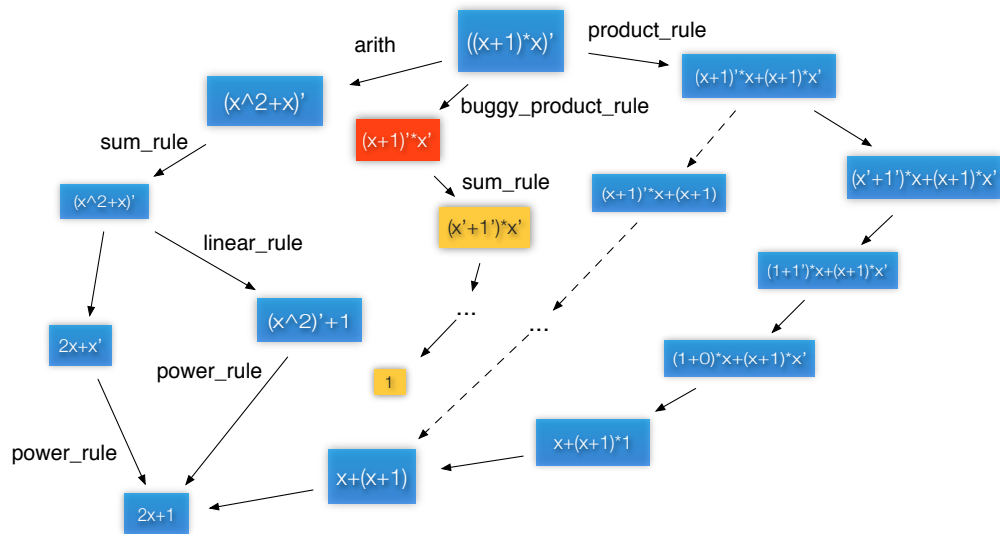 ((x+1)*x)'
product_rule
arith
(x+1)'*x+(x+1)*x'
(x^2+x)'
buggy_product_rule
(x+1)'*x'
sum_rule
(x'+1')*x+(x+1)*x'
sum_rule
(x+1)'*x+(x+1)
(x^2+x)'
(x'+1')*x'
linear_rule
(1+1')*x+(x+1)*x'
...
(x^2)'+1
...
2x+x'
(1+0)*x+(x+1)*x'
power_rule
1
x+(x+1)*1
power_rule
x+(x+1)
2x+1